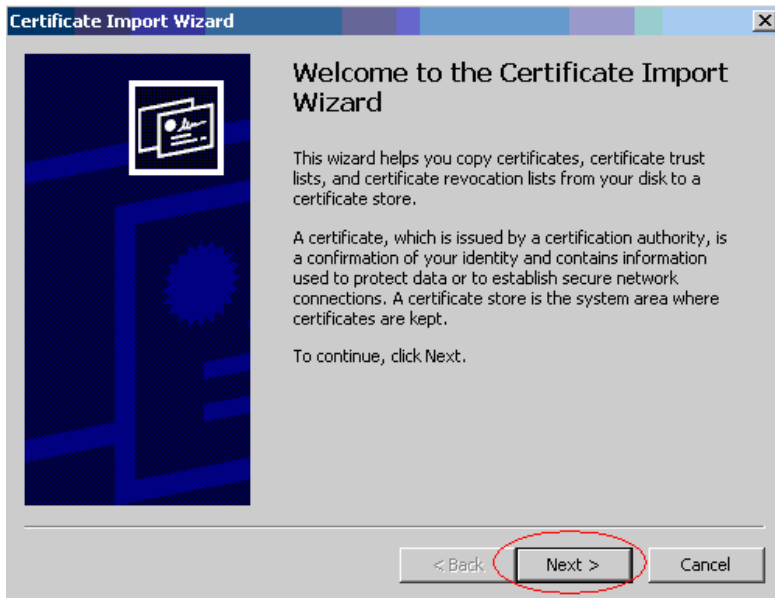 Certificate Import Wizard
Welcome to the Certificate Import
Wizard
This wizard helps you copy certificates, certificate trust
lists, and certificate revocation lists from your disk to a
certificate store.
A certificate, which is issued by a certification authority, is
a confirmation of your identity and contains information
used to protect data or to establish secure network
connections. A certificate store is the system area where
certificates are kept.
To continue, click Next.
< Back
Next >
Cancel